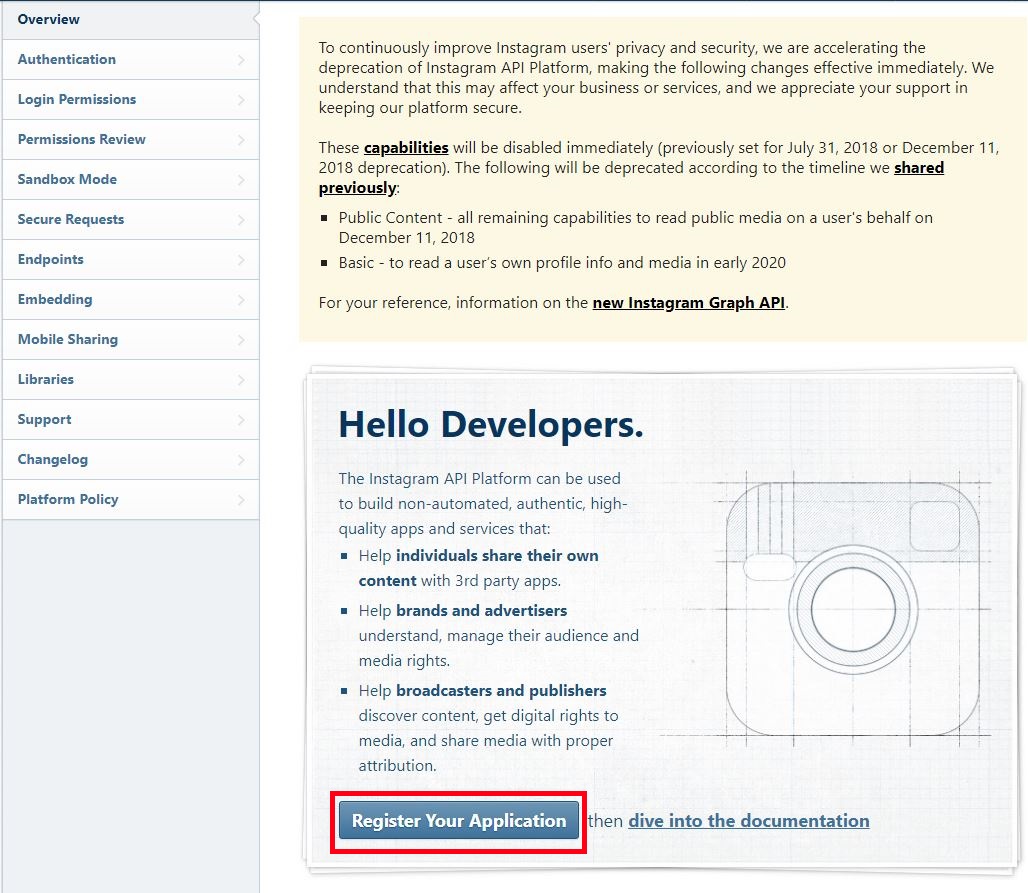 Overview
Authentication
Login Permissions
Permissions Review
Sandbox Mode
Secure Requests
Endpoints
Embedding
Mobile Sharing
Libraries
Support
Changelog
Platform Policy
To continuously improve Instagram users' privacy and security, we are accelerating the
deprecation of Instagram API Platform, making the following changes effective immediately. We
understand that this may affect your business or services, and we appreciate your support in
keeping our platform secure.
These capabilities will be disabled immediately (previously set for July 31, 2018 or December 11,
2018 deprecation). The following will be deprecated according to the timeline we shared
previously:
▪ Public Content - all remaining capabilities to read public media on a user’s behalf on
December 11, 2018
▪ Basic - to read a user’s own profile info and media in early 2020
For your reference, information on the new Instagram Graph API.
Hello Developers.
The Instagram API Platform can be used
to build non-automated, authentic, high-
quality apps and services that:
▪ Help individuals share their own
content with 3rd party apps.
▪ Help brands and advertisers
understand, manage their audience and
media rights.
▪ Help broadcasters and publishers
discover content, get digital rights to
media, and share media with proper
attribution.
Register Your Application then dive into the documentation